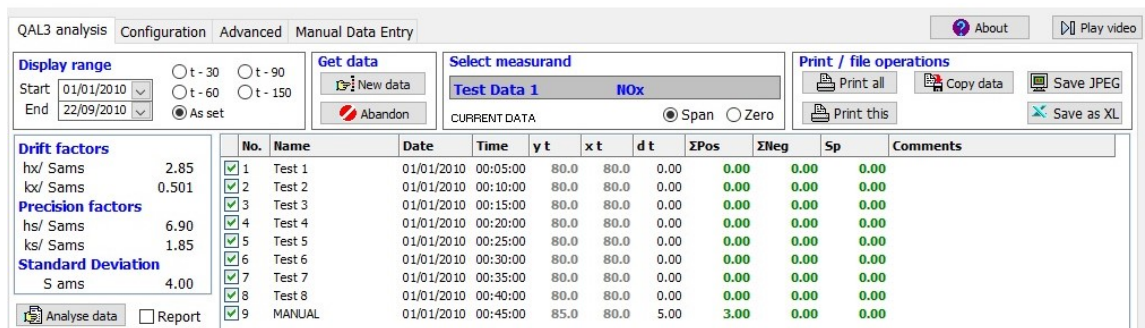 QAL3 analysis Configuration Advanced Manual Data Entry About Play video
Display range Get data Select measurand Print / file operations
Start 01/01/2010 t - 30 t - 90 New data Test Data 1 NOx Print all Copy data Save JPEG
End 22/09/2010 t - 60 t - 150 As set Abandon CURRENT DATA Span Zero Print this Save as XL
Drift factors
hx/ Sams 2.85
kx/ Sams 0.501
Precision factors
hs/ Sams 6.90
ks/ Sams 1.85
Standard Deviation
S ams 4.00
Analyse data Report
No. Name Date Time y t x t d t ΣPos ΣNeg Sp Comments
1 Test 1 01/01/2010 00:05:00 80.0 80.0 0.00 0.00 0.00 0.00
2 Test 2 01/01/2010 00:10:00 80.0 80.0 0.00 0.00 0.00 0.00
3 Test 3 01/01/2010 00:15:00 80.0 80.0 0.00 0.00 0.00 0.00
4 Test 4 01/01/2010 00:20:00 80.0 80.0 0.00 0.00 0.00 0.00
5 Test 5 01/01/2010 00:25:00 80.0 80.0 0.00 0.00 0.00 0.00
6 Test 6 01/01/2010 00:30:00 80.0 80.0 0.00 0.00 0.00 0.00
7 Test 7 01/01/2010 00:35:00 80.0 80.0 0.00 0.00 0.00 0.00
8 Test 8 01/01/2010 00:40:00 80.0 80.0 0.00 0.00 0.00 0.00
9 MANUAL 01/01/2010 00:45:00 85.0 80.0 5.00 3.00 0.00 0.00